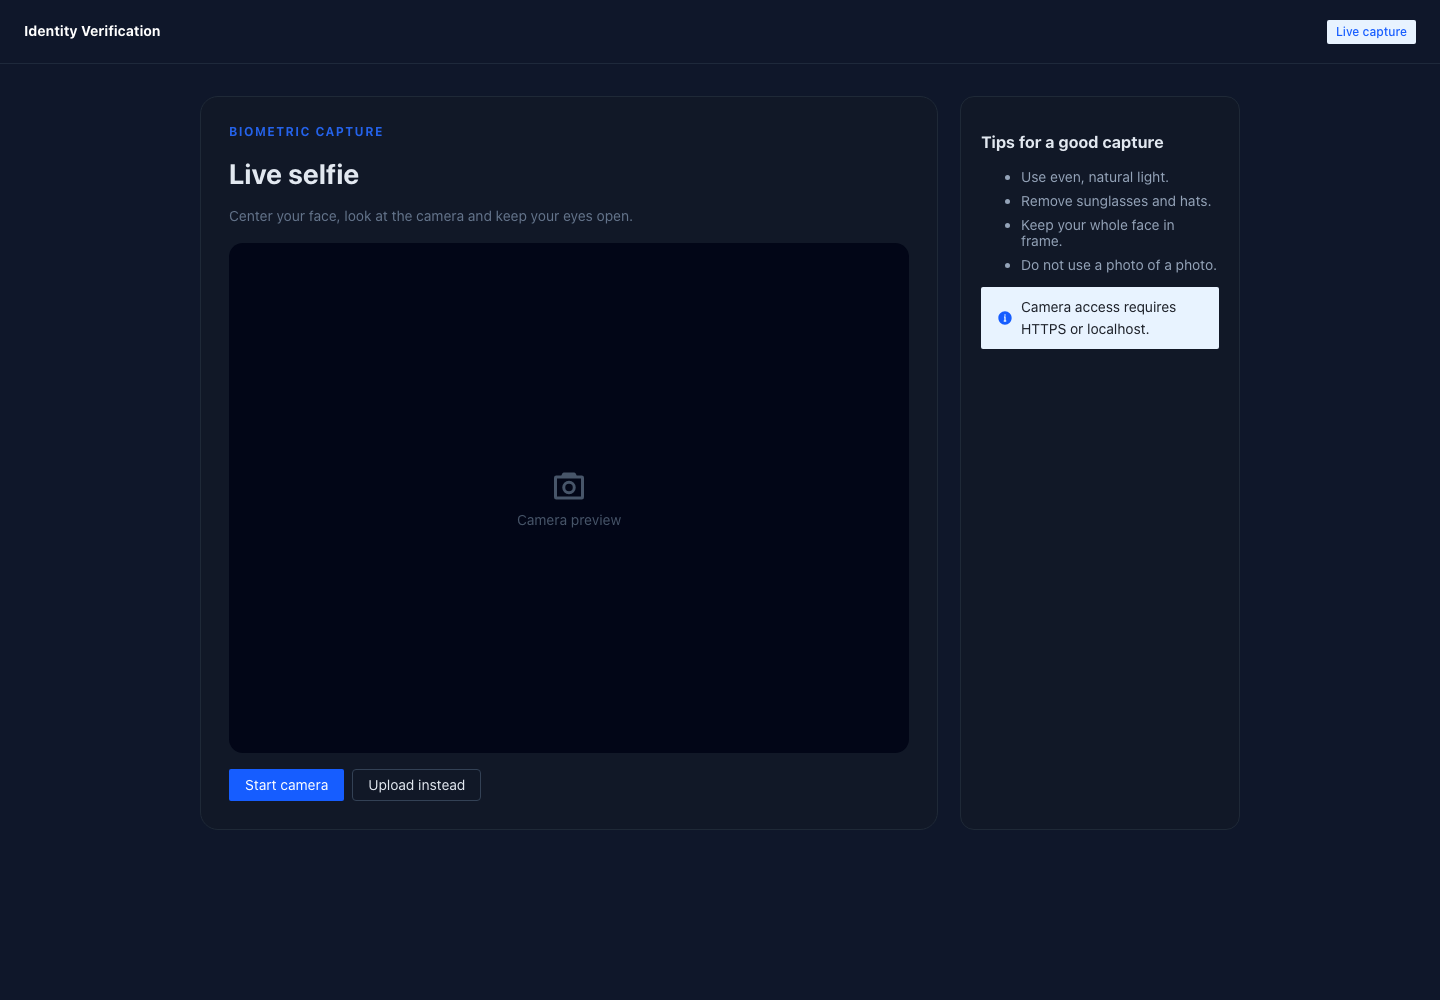 Identity Verification
Live capture
BIOMETRIC CAPTURE
Live selfie
Center your face, look at the camera and keep your eyes open.
Camera preview
Start camera
Upload instead
Tips for a good capture
Use even, natural light.
Remove sunglasses and hats.
Keep your whole face in
frame.
Do not use a photo of a photo.
Camera access requires
HTTPS or localhost.